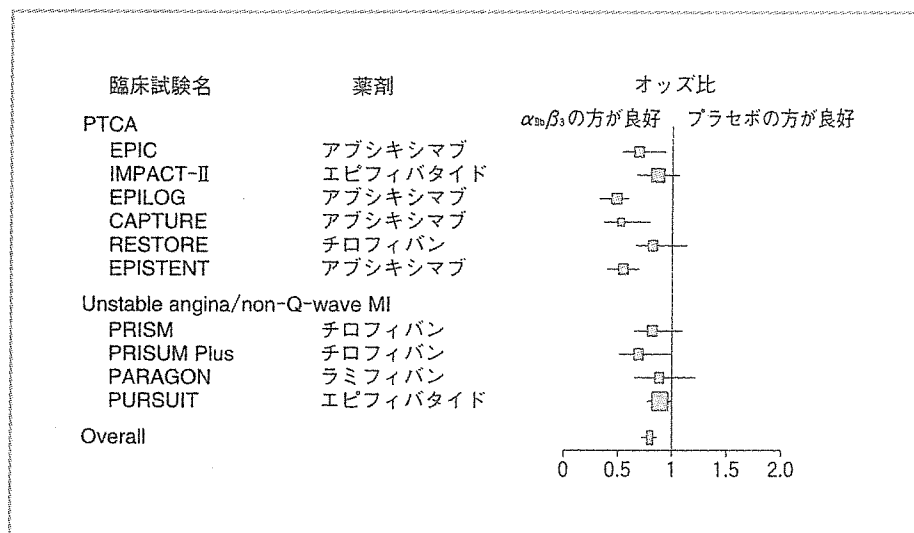 臨床試験名 薬剤 オッズ比
αⅡbβ3の方が良好 プラセボの方が良好
PTCA
EPIC アブシキシマブ
IMPACT-Ⅱ エピフィバタイド
EPILOG アブシキシマブ
CAPTURE アブシキシマブ
RESTORE チロフィバン
EPISTENT アブシキシマブ
Unstable angina/non-Q-wave MI
PRISM チロフィバン
PRISUM Plus チロフィバン
PARAGON ラミフィバン
PURSUIT エピフィバタイド
Overall
0 0.5 1 1.5 2.0